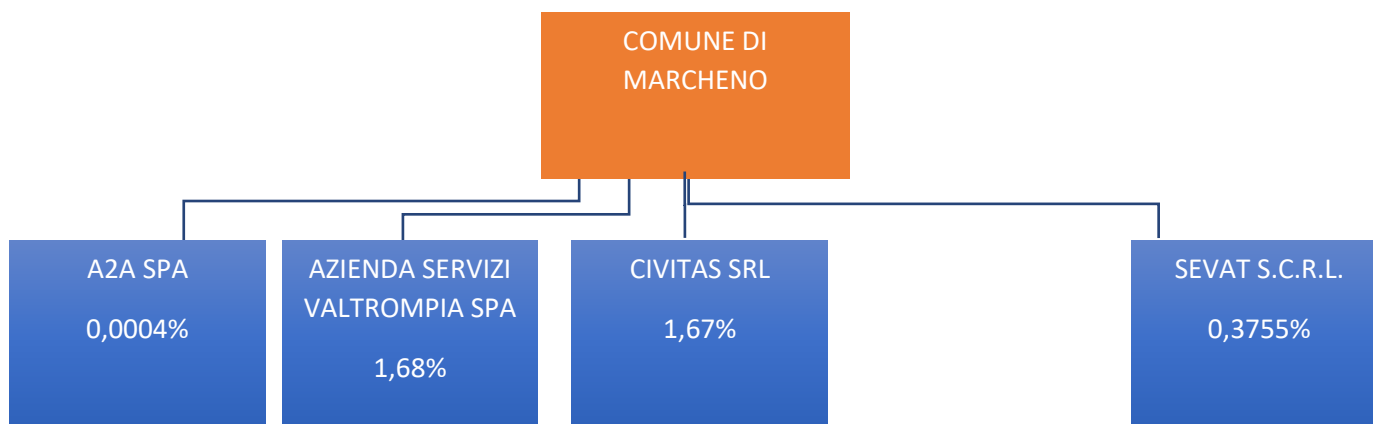 COMUNE DI
MARCHENO
A2A SPA
0,0004%
AZIENDA SERVIZI
VALTROMPIA SPA
1,68%
CIVITAS SRL
1,67%
SEVAT S.C.R.L.
0,3755%